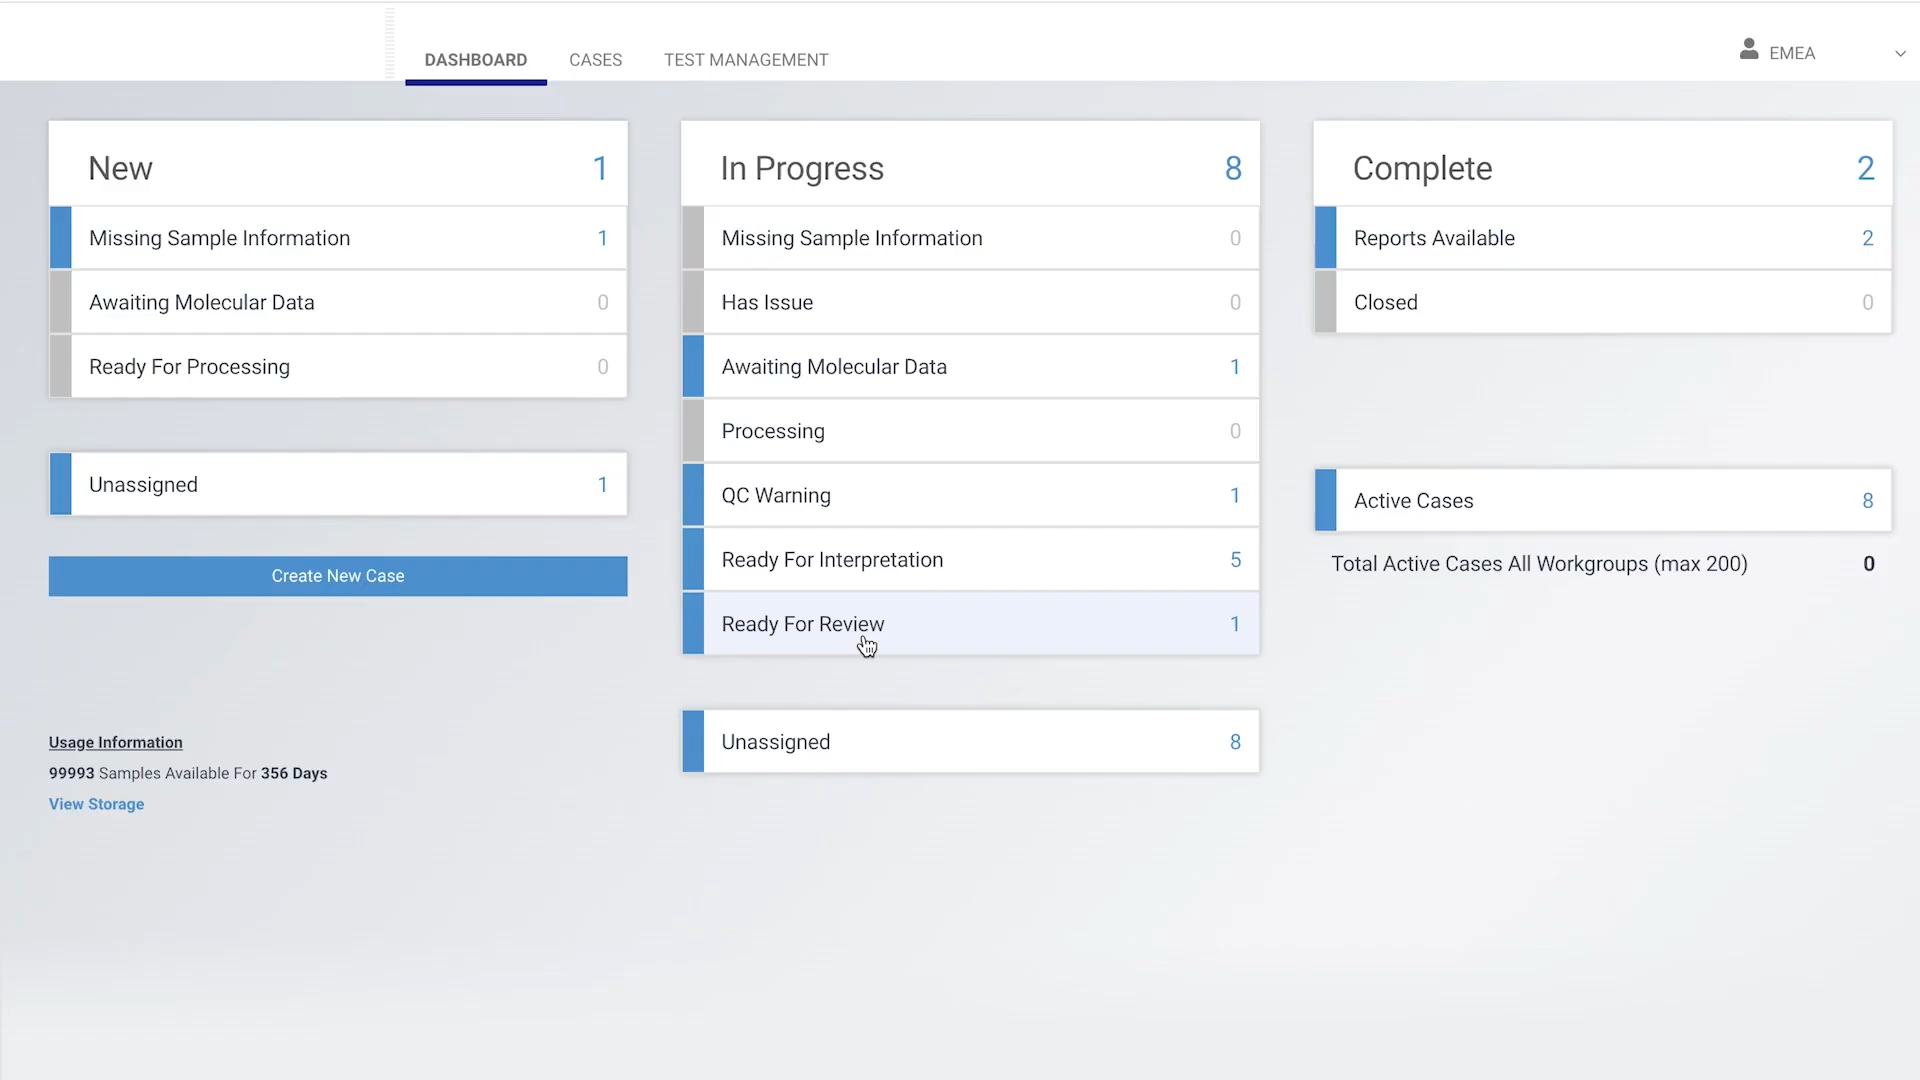 DASHBOARD CASES TEST MANAGEMENT EMEA
New 1
Missing Sample Information 1
Awaiting Molecular Data 0
Ready For Processing 0
Unassigned 1
Create New Case
Usage Information
99993 Samples Available For 356 Days
View Storage
In Progress 8
Missing Sample Information 0
Has Issue 0
Awaiting Molecular Data 1
Processing 0
QC Warning 1
Ready For Interpretation 5
Ready For Review 1
Unassigned 8
Complete 2
Reports Available 2
Closed 0
Active Cases 8
Total Active Cases All Workgroups (max 200) 0